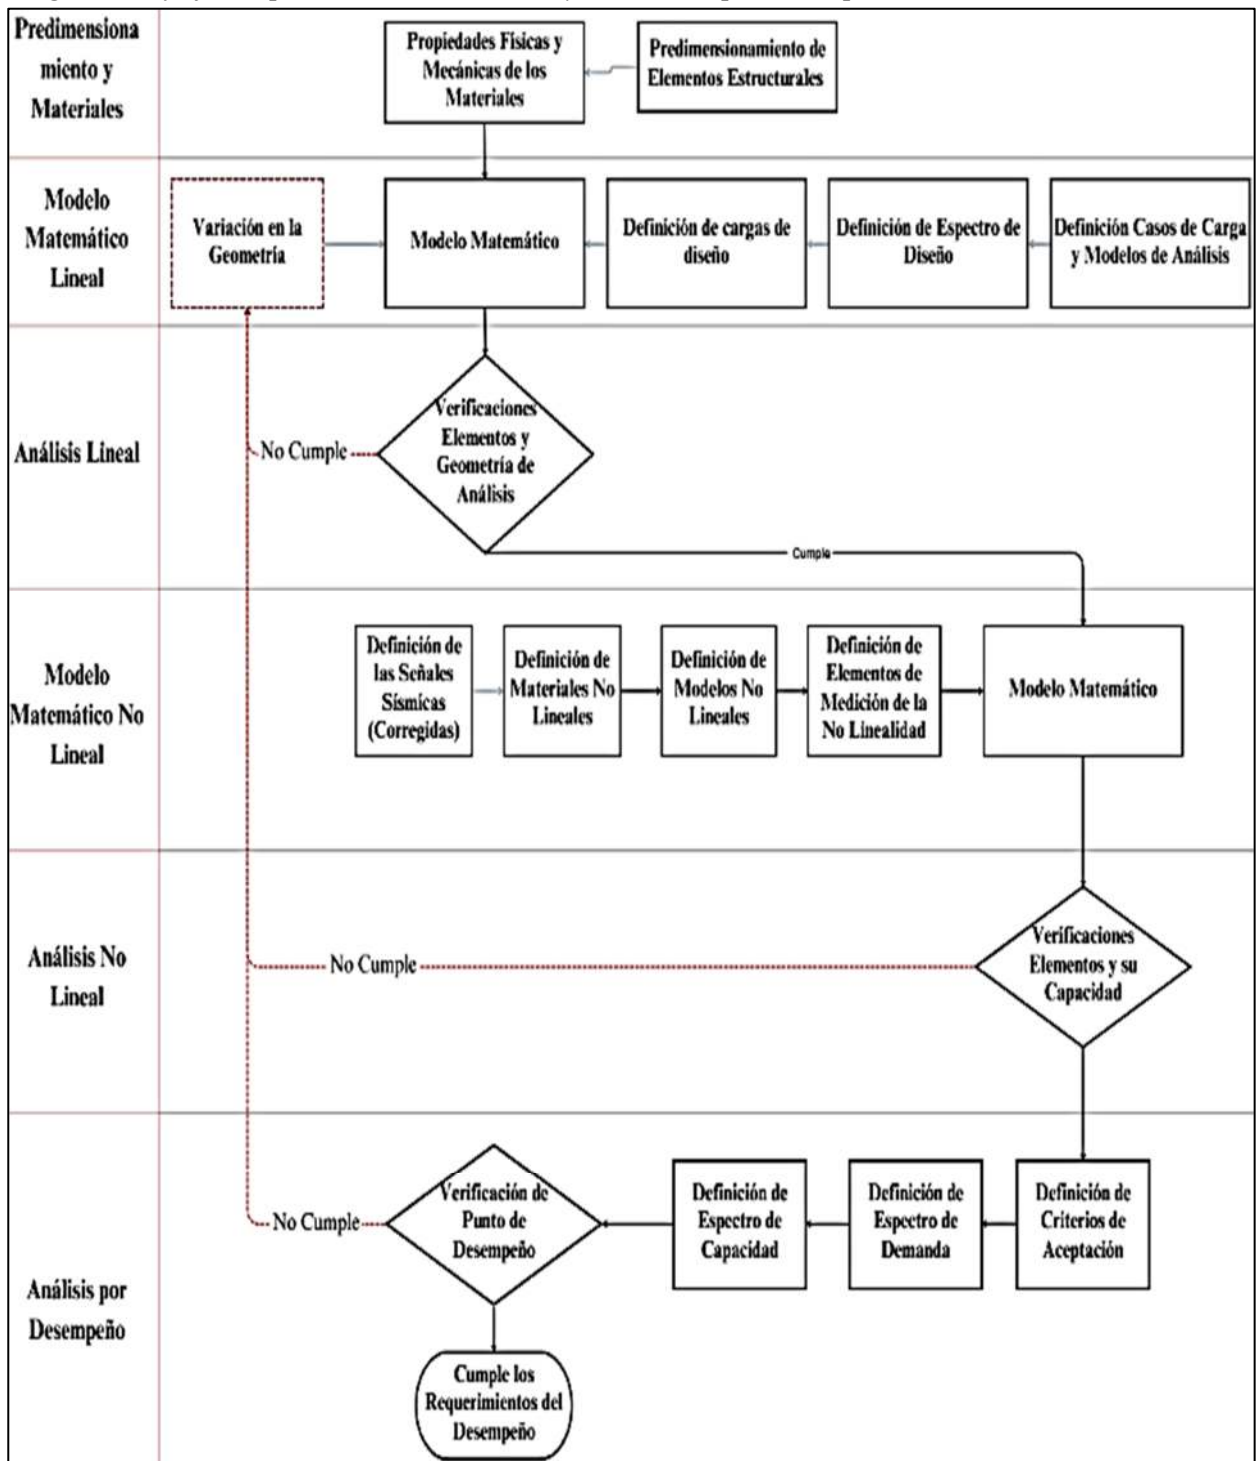 Predimensiona
miento y
Materiales
Propiedades Físicas y
Mecánicas de los
Materiales
Predimensionamiento de
Elementos Estructurales
Modelo
Matemático
Lineal
Variación en la
Geometría
Modelo Matemático
Definición de cargas de
diseño
Definición de Espectro de
Diseño
Definición Casos de Carga
y Modelos de Análisis
Análisis Lineal
No Cumple
Verificaciones
Elementos y
Geometría de
Análisis
Cumple
Modelo
Matemático No
Lineal
Definición de
las Señales
Sísmicas
(Corregidas)
Definición de
Materiales No
Lineales
Definición de
Modelos No
Lineales
Definición de
Elementos de
Medición de la
No Linealidad
Modelo Matemático
Análisis No
Lineal
No Cumple
Verificaciones
Elementos y su
Capacidad
Análisis por
Desempeño
No Cumple
Verificación de
Punto de
Desempeño
Definición de
Espectro de
Capacidad
Definición de
Espectro de
Demanda
Definición de
Criterios de
Aceptación
Cumple los
Requerimientos del
Desempeño